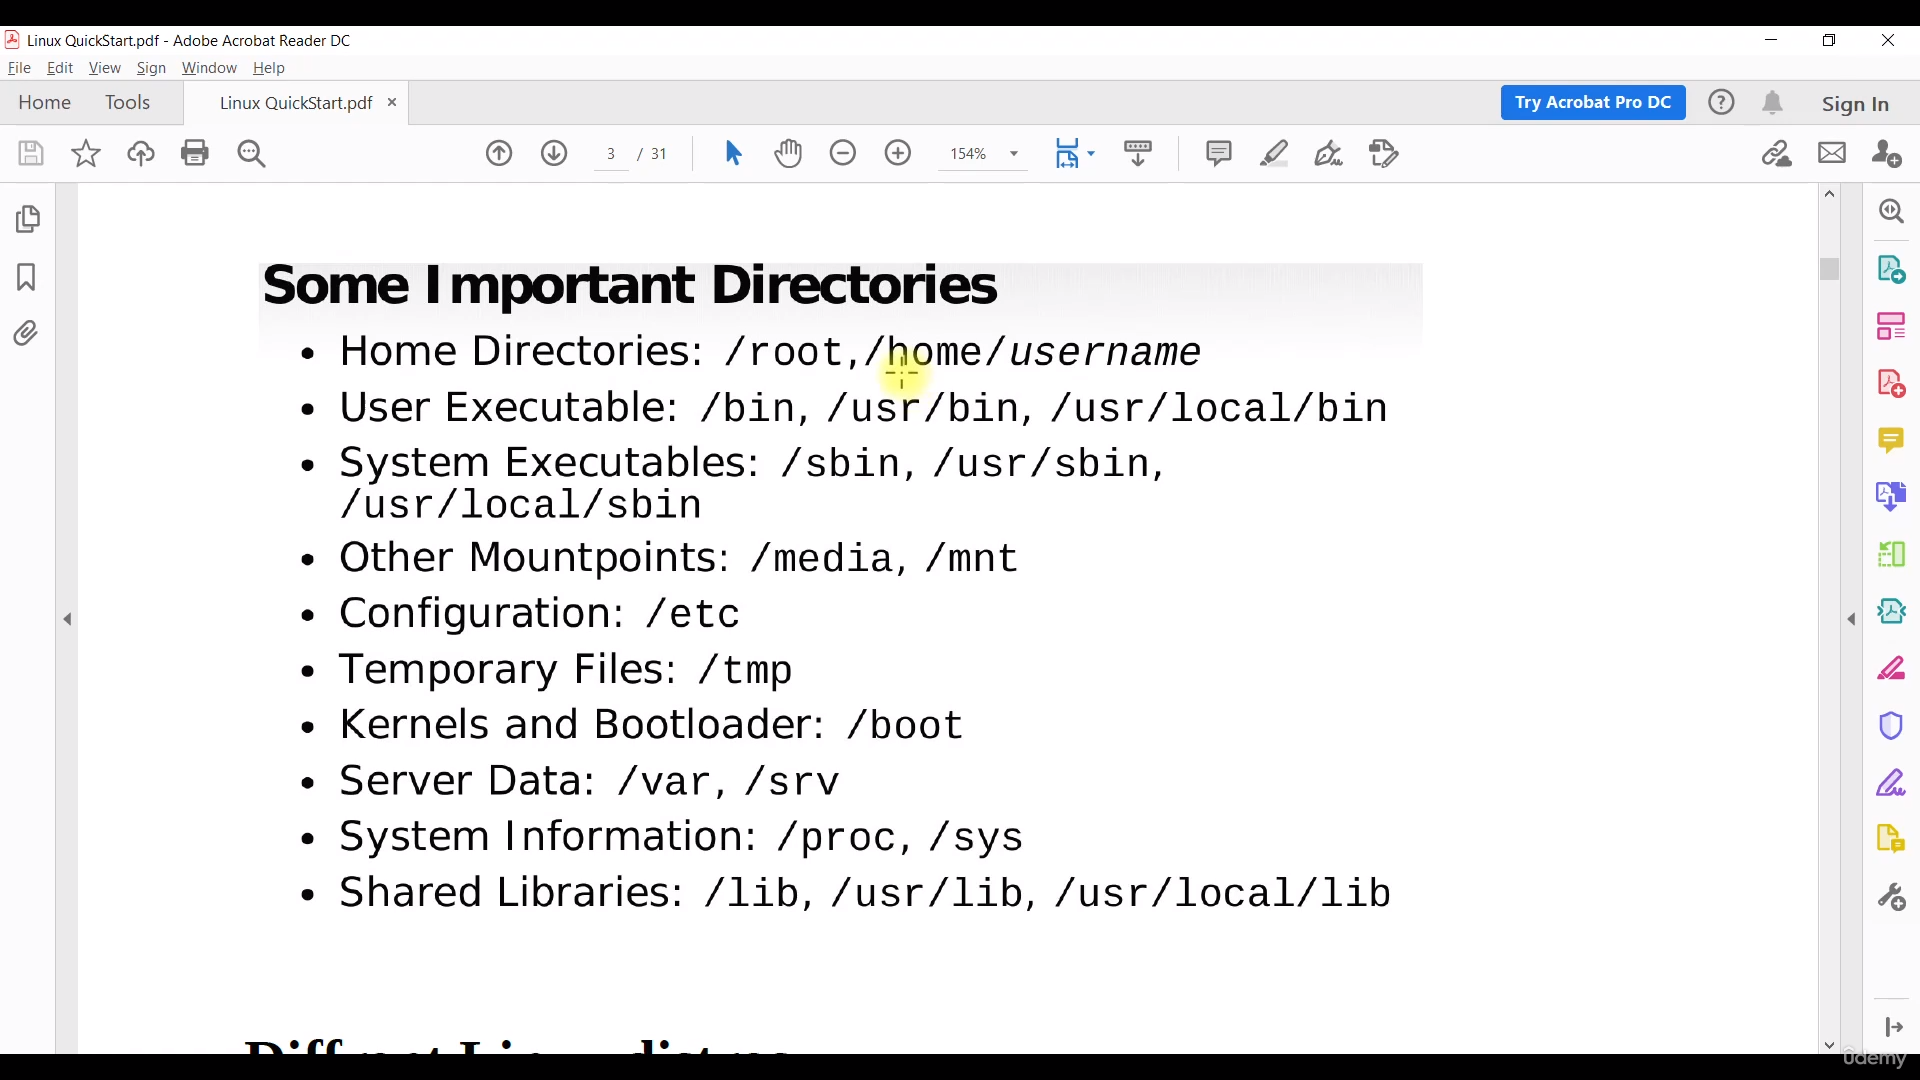 Linux QuickStart.pdf - Adobe Acrobat Reader DC
File Edit View Sign Window Help
Home Tools Linux QuickStart.pdf × Try Acrobat Pro DC Sign In
3 / 31 154%
Some Important Directories
• Home Directories: /root,/home/username
• User Executable: /bin, /usr/bin, /usr/local/bin
• System Executables: /sbin, /usr/sbin,
/usr/local/sbin
• Other Mountpoints: /media, /mnt
• Configuration: /etc
• Temporary Files: /tmp
• Kernels and Bootloader: /boot
• Server Data: /var, /srv
• System Information: /proc, /sys
• Shared Libraries: /lib, /usr/lib, /usr/local/lib
Udemy